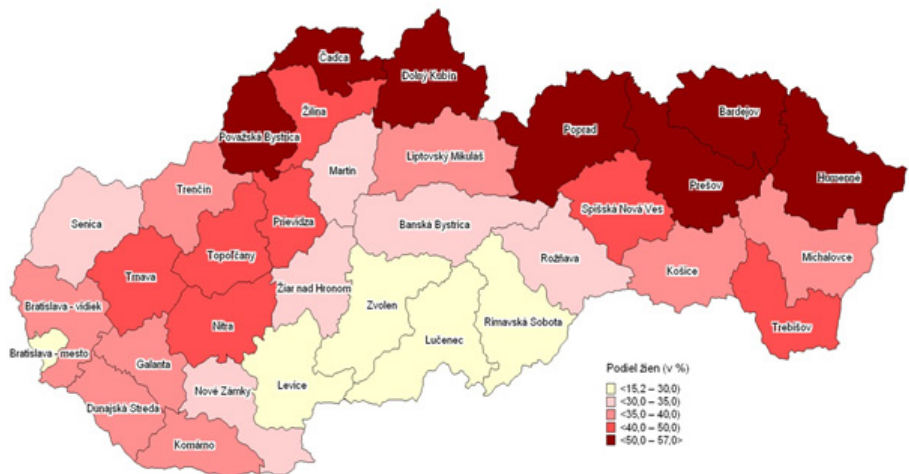 Čadca
Dolný Kubín
Žilina
Považská Bystrica
Bardejov
Poprad
Martin
Liptovský Mikuláš
Prešov
Humenné
Trenčín
Senica
Prievidza
Spišská Nová Ves
Banská Bystrica
Topoľčany
Rožňava
Michalovce
Košice
Trnava
Žiar nad Hronom
Bratislava - vidiek
Zvolen
Nitra
Rimavská Sobota
Trebišov
Lučenec
Bratislava - mesto
Galanta
Levice
Nové Zámky
Dunajská Streda
Komárno
Podiel žien (v %)
<15,2 – 30,0)
<30,0 – 35,0)
<35,0 – 40,0)
<40,0 – 50,0)
<50,0 – 57,0>